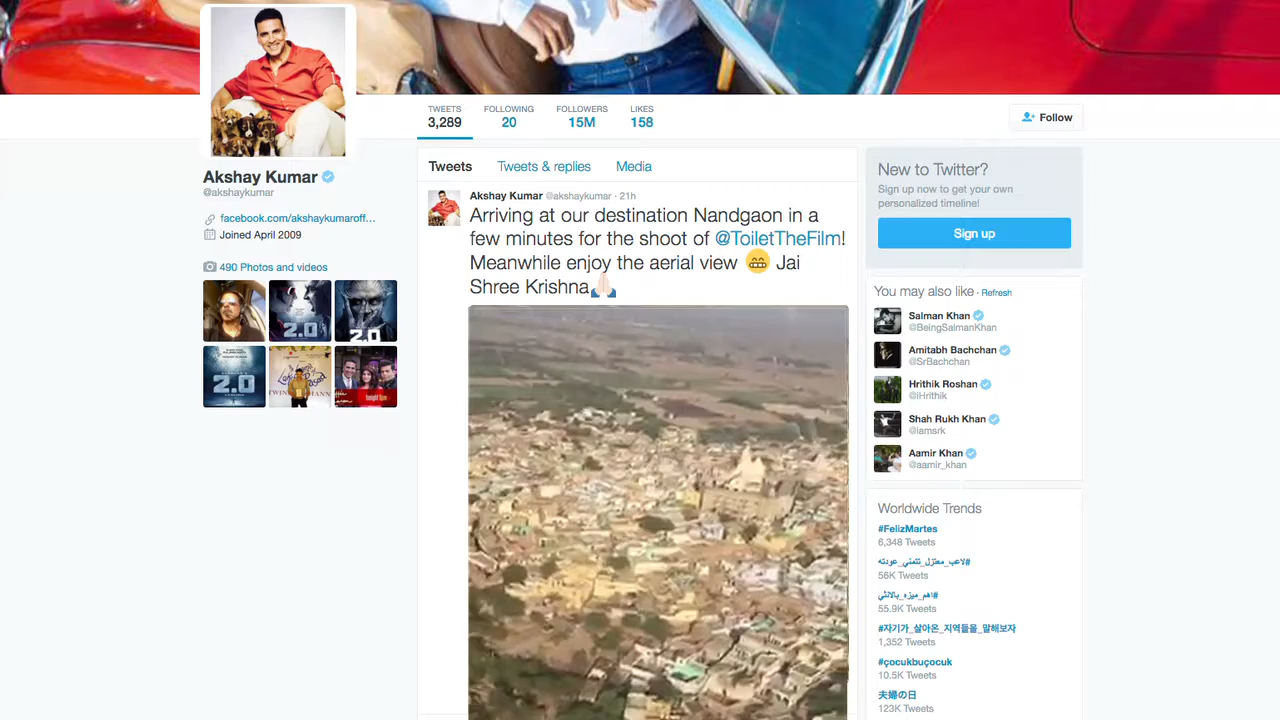 TWEETS
3,289
FOLLOWING
20
FOLLOWERS
15M
LIKES
158
Follow
Akshay Kumar
@akshaykumar
facebook.com/akshaykumaroff...
Joined April 2009
490 Photos and videos
2.0
2.0
2.0
Tweets Tweets & replies Media
Akshay Kumar @akshaykumar · 21h
Arriving at our destination Nandgaon in a
few minutes for the shoot of @ToiletTheFilm!
Meanwhile enjoy the aerial view 😁 Jai
Shree Krishna🙏🏻
New to Twitter?
Sign up now to get your own
personalized timeline!
Sign up
You may also like · Refresh
Salman Khan
@BeingSalmanKhan
Amitabh Bachchan
@SrBachchan
Hrithik Roshan
@iHrithik
Shah Rukh Khan
@iamsrk
Aamir Khan
@aamir_khan
Worldwide Trends
#FelizMartes
6,348 Tweets
#لاعب_معتزل_تتمني_عودته
56K Tweets
#اهم_ميزه_بالانثي
55.9K Tweets
#자기가_살아온_지역들을_말해보자
1,352 Tweets
#çocukbuçocuk
10.5K Tweets
夫婦の日
123K Tweets